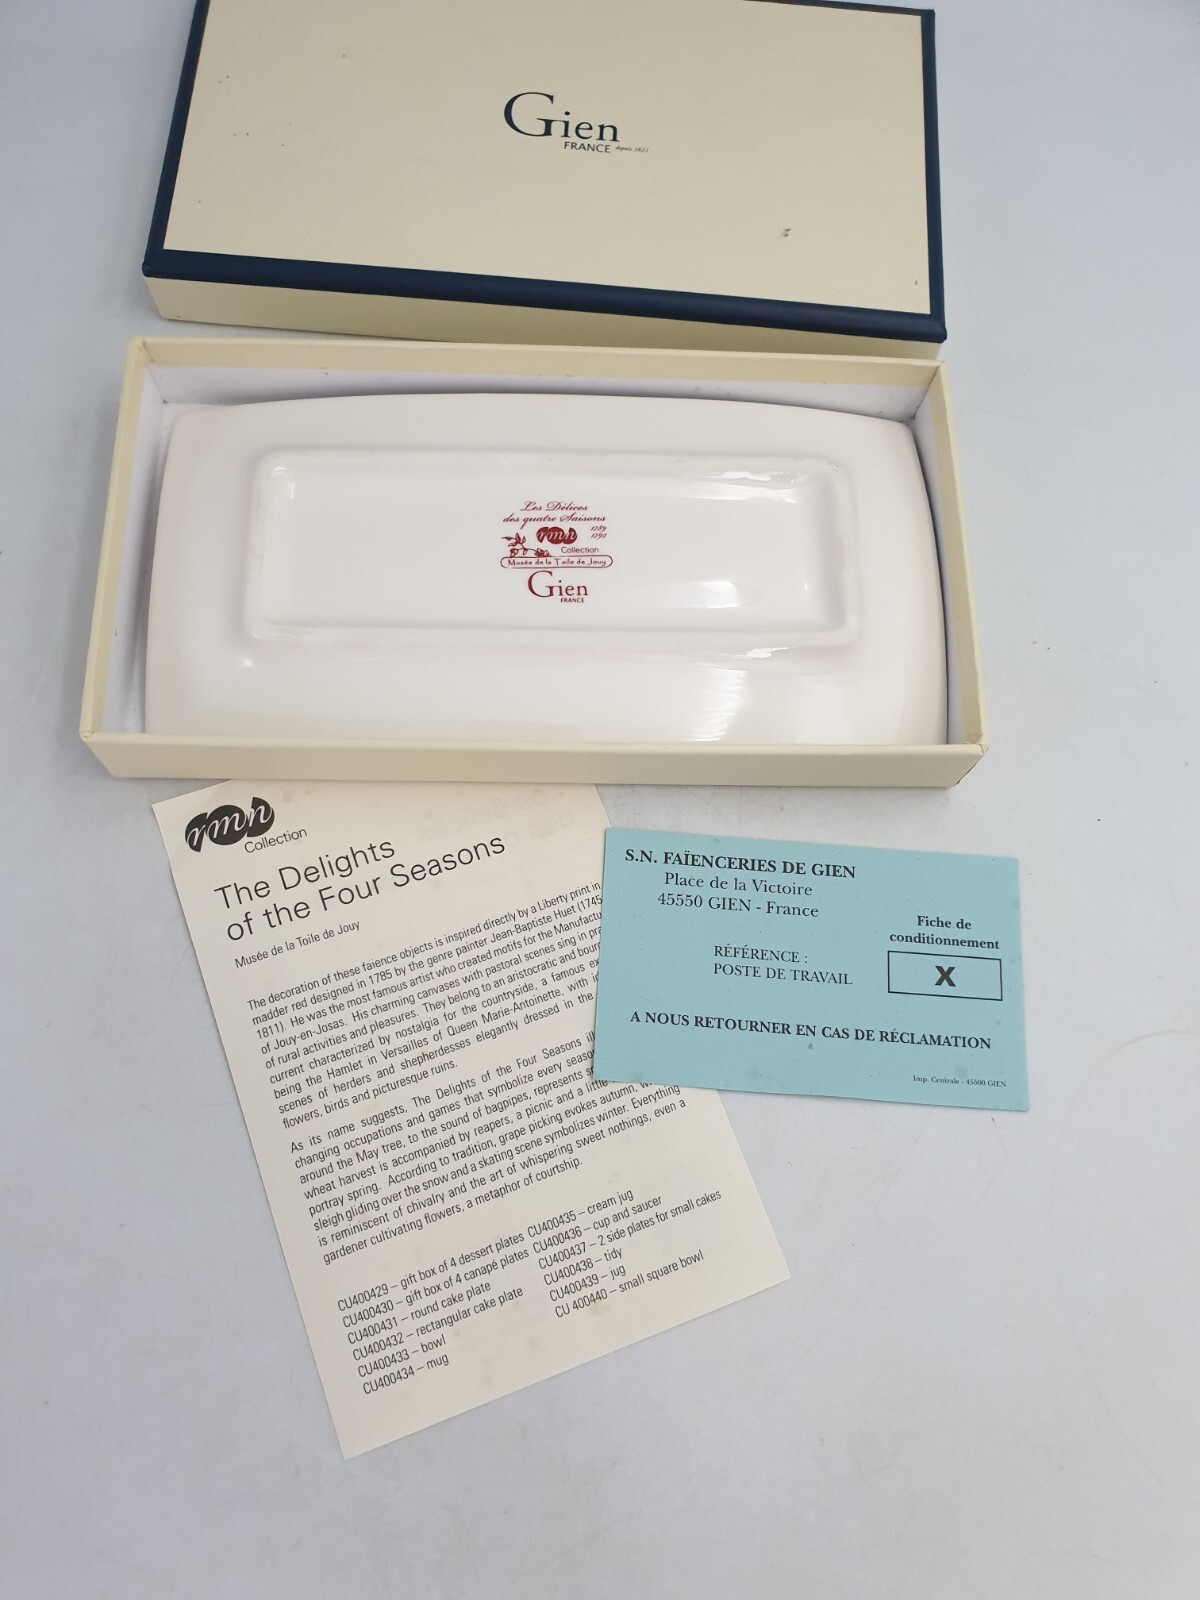 Gien
FRANCE depuis 1821
Les Délices
des quatre Saisons
1789
1792
rmn
Collection
Musée de la Toile de Jouy
Gien
FRANCE
rmn
Collection
The Delights
of the Four Seasons
Musée de la Toile de Jouy
The decoration of these faience objects is inspired directly by a Liberty print in
madder red designed in 1785 by the genre painter Jean-Baptiste Huet (1745
1811). He was the most famous artist who created motifs for the Manufactu
of Jouy-en-Josas. His charming canvases with pastoral scenes sing in pra
of rural activities and pleasures. They belong to an aristocratic and bour
current characterized by nostalgia for the countryside, a famous ex
being the Hamlet in Versailles of Queen Marie-Antoinette, with
scenes of herders and shepherdesses elegantly dressed in the
flowers, birds and picturesque ruins.
As its name suggests, The Delights of the Four Seasons
changing occupations and games that symbolize every
around the May tree, to the sound of bagpipes, represents
wheat harvest is accompanied by reapers, a picnic and a little
portray spring. According to tradition, grape picking evokes autumn,
sleigh gliding over the snow and a skating scene symbolizes winter. Everything
is reminiscent of chivalry and the art of whispering sweet nothings, even a
gardener cultivating flowers, a metaphor of courtship.
CU400429 – gift box of 4 dessert plates
CU400430 – gift box of 4 canapé plates
CU400431 – round cake plate
CU400432 – rectangular cake plate
CU400433 – bowl
CU400434 – mug
CU400435 – cream jug
CU400436 – cup and saucer
CU400437 – 2 side plates for small cakes
CU400438 – tidy
CU400439 – jug
CU 400440 – small square bowl
S.N. FAÏENCERIES DE GIEN
Place de la Victoire
45550 GIEN - France
Fiche de
conditionnement
X
RÉFÉRENCE :
POSTE DE TRAVAIL
A NOUS RETOURNER EN CAS DE RÉCLAMATION
Imp. Centrale - 45500 GIEN